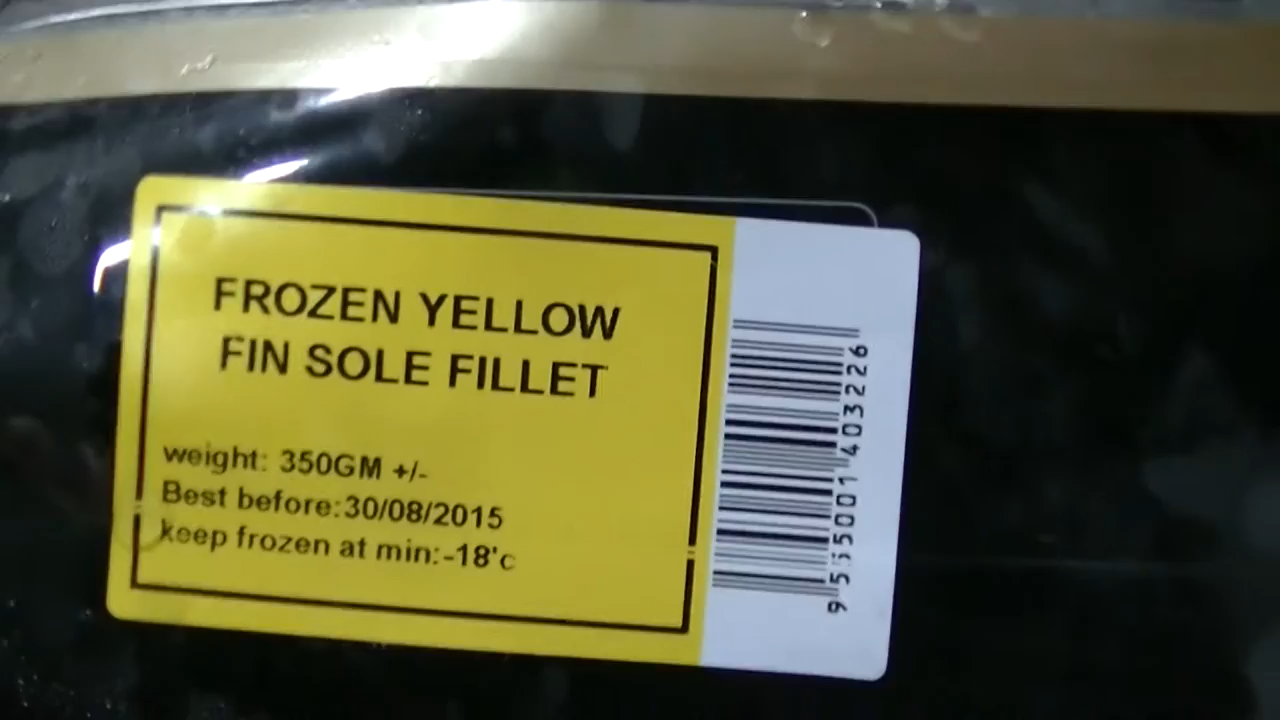 FROZEN YELLOW
FIN SOLE FILLET
weight: 350GM +/-
Best before:30/08/2015
keep frozen at min:-18'c
9 555001 403226